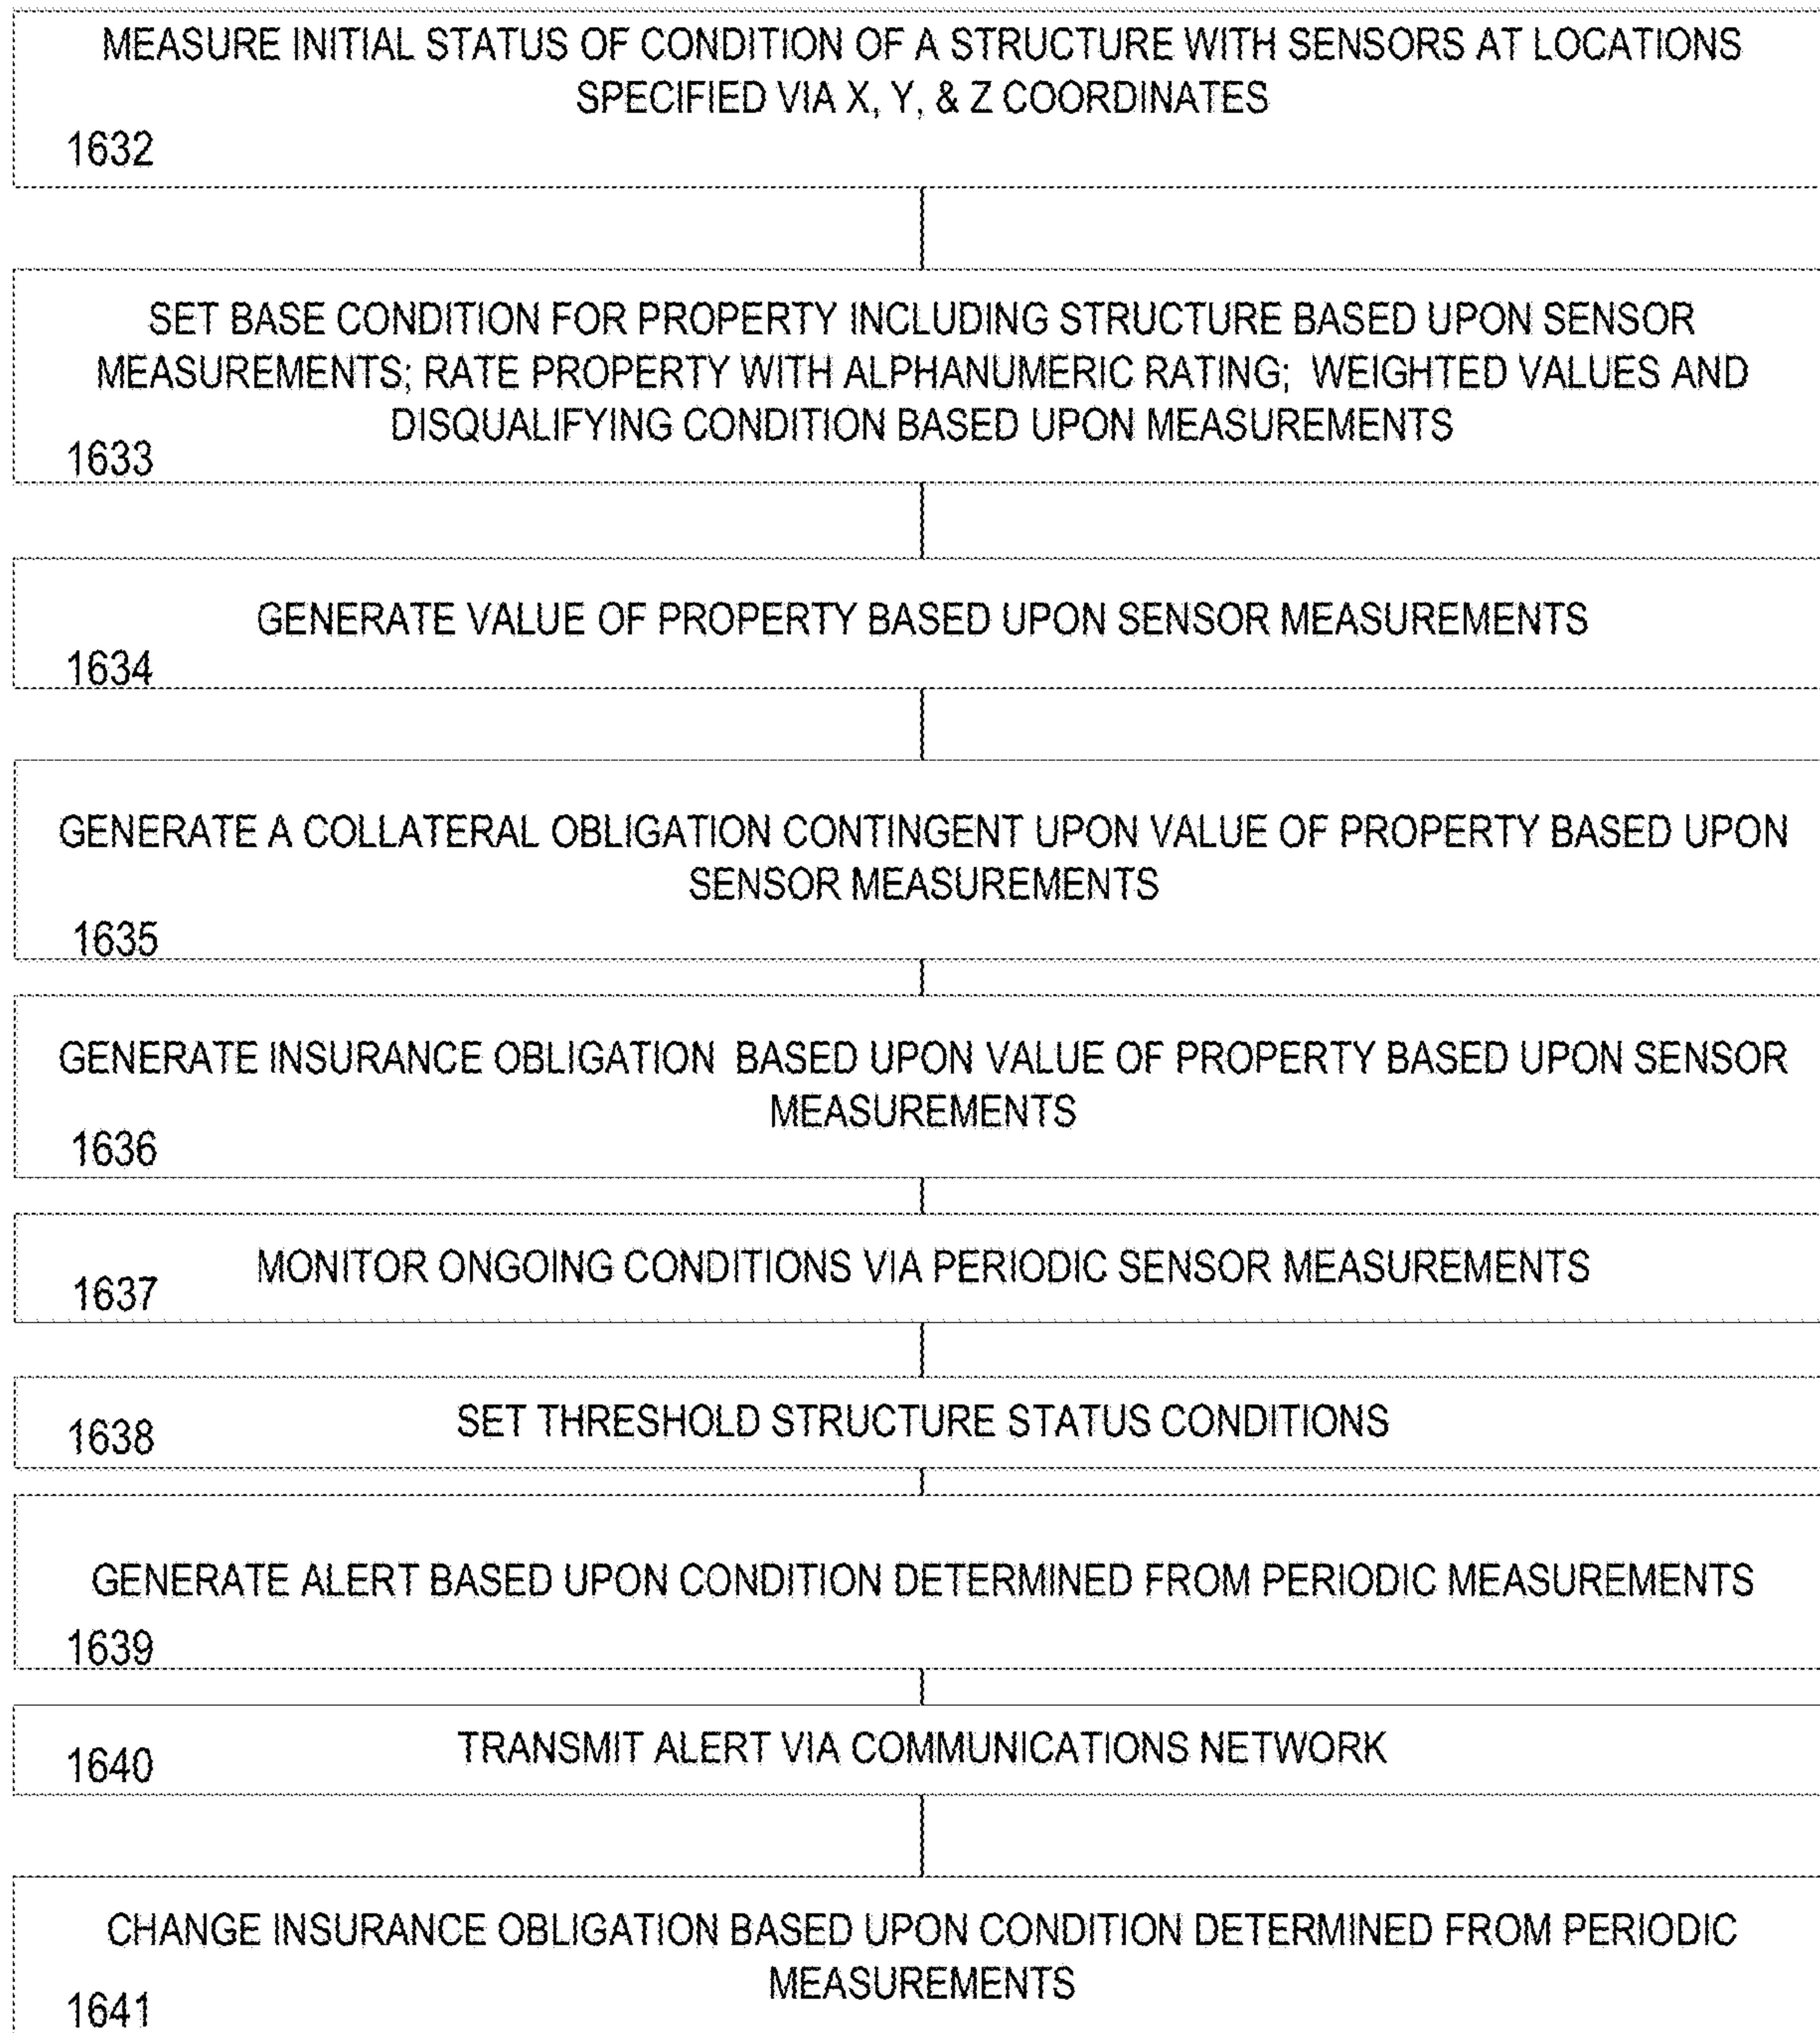 MEASURE INITIAL STATUS OF CONDITION OF A STRUCTURE WITH SENSORS AT LOCATIONS
SPECIFIED VIA X, Y, & Z COORDINATES
1632
SET BASE CONDITION FOR PROPERTY INCLUDING STRUCTURE BASED UPON SENSOR
MEASUREMENTS; RATE PROPERTY WITH ALPHANUMERIC RATING; WEIGHTED VALUES AND
DISQUALIFYING CONDITION BASED UPON MEASUREMENTS
1633
GENERATE VALUE OF PROPERTY BASED UPON SENSOR MEASUREMENTS
1634
GENERATE A COLLATERAL OBLIGATION CONTINGENT UPON VALUE OF PROPERTY BASED UPON
SENSOR MEASUREMENTS
1635
GENERATE INSURANCE OBLIGATION BASED UPON VALUE OF PROPERTY BASED UPON SENSOR
MEASUREMENTS
1636
MONITOR ONGOING CONDITIONS VIA PERIODIC SENSOR MEASUREMENTS
1637
SET THRESHOLD STRUCTURE STATUS CONDITIONS
1638
GENERATE ALERT BASED UPON CONDITION DETERMINED FROM PERIODIC MEASUREMENTS
1639
TRANSMIT ALERT VIA COMMUNICATIONS NETWORK
1640
CHANGE INSURANCE OBLIGATION BASED UPON CONDITION DETERMINED FROM PERIODIC
MEASUREMENTS
1641